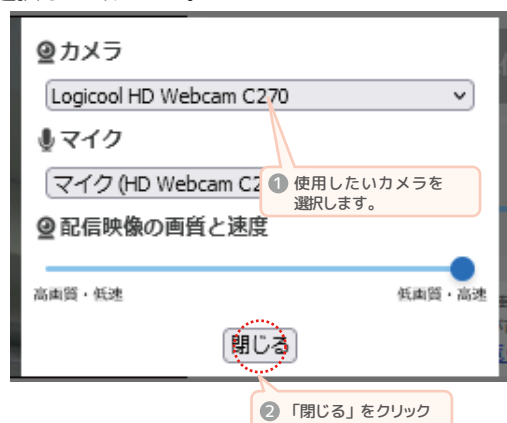 カメラ
Logicool HD Webcam C270
マイク
マイク (HD Webcam C2
① 使用したいカメラを
選択します。
配信映像の画質と速度
高画質・低速
低画質・高速
閉じる
② 「閉じる」をクリック